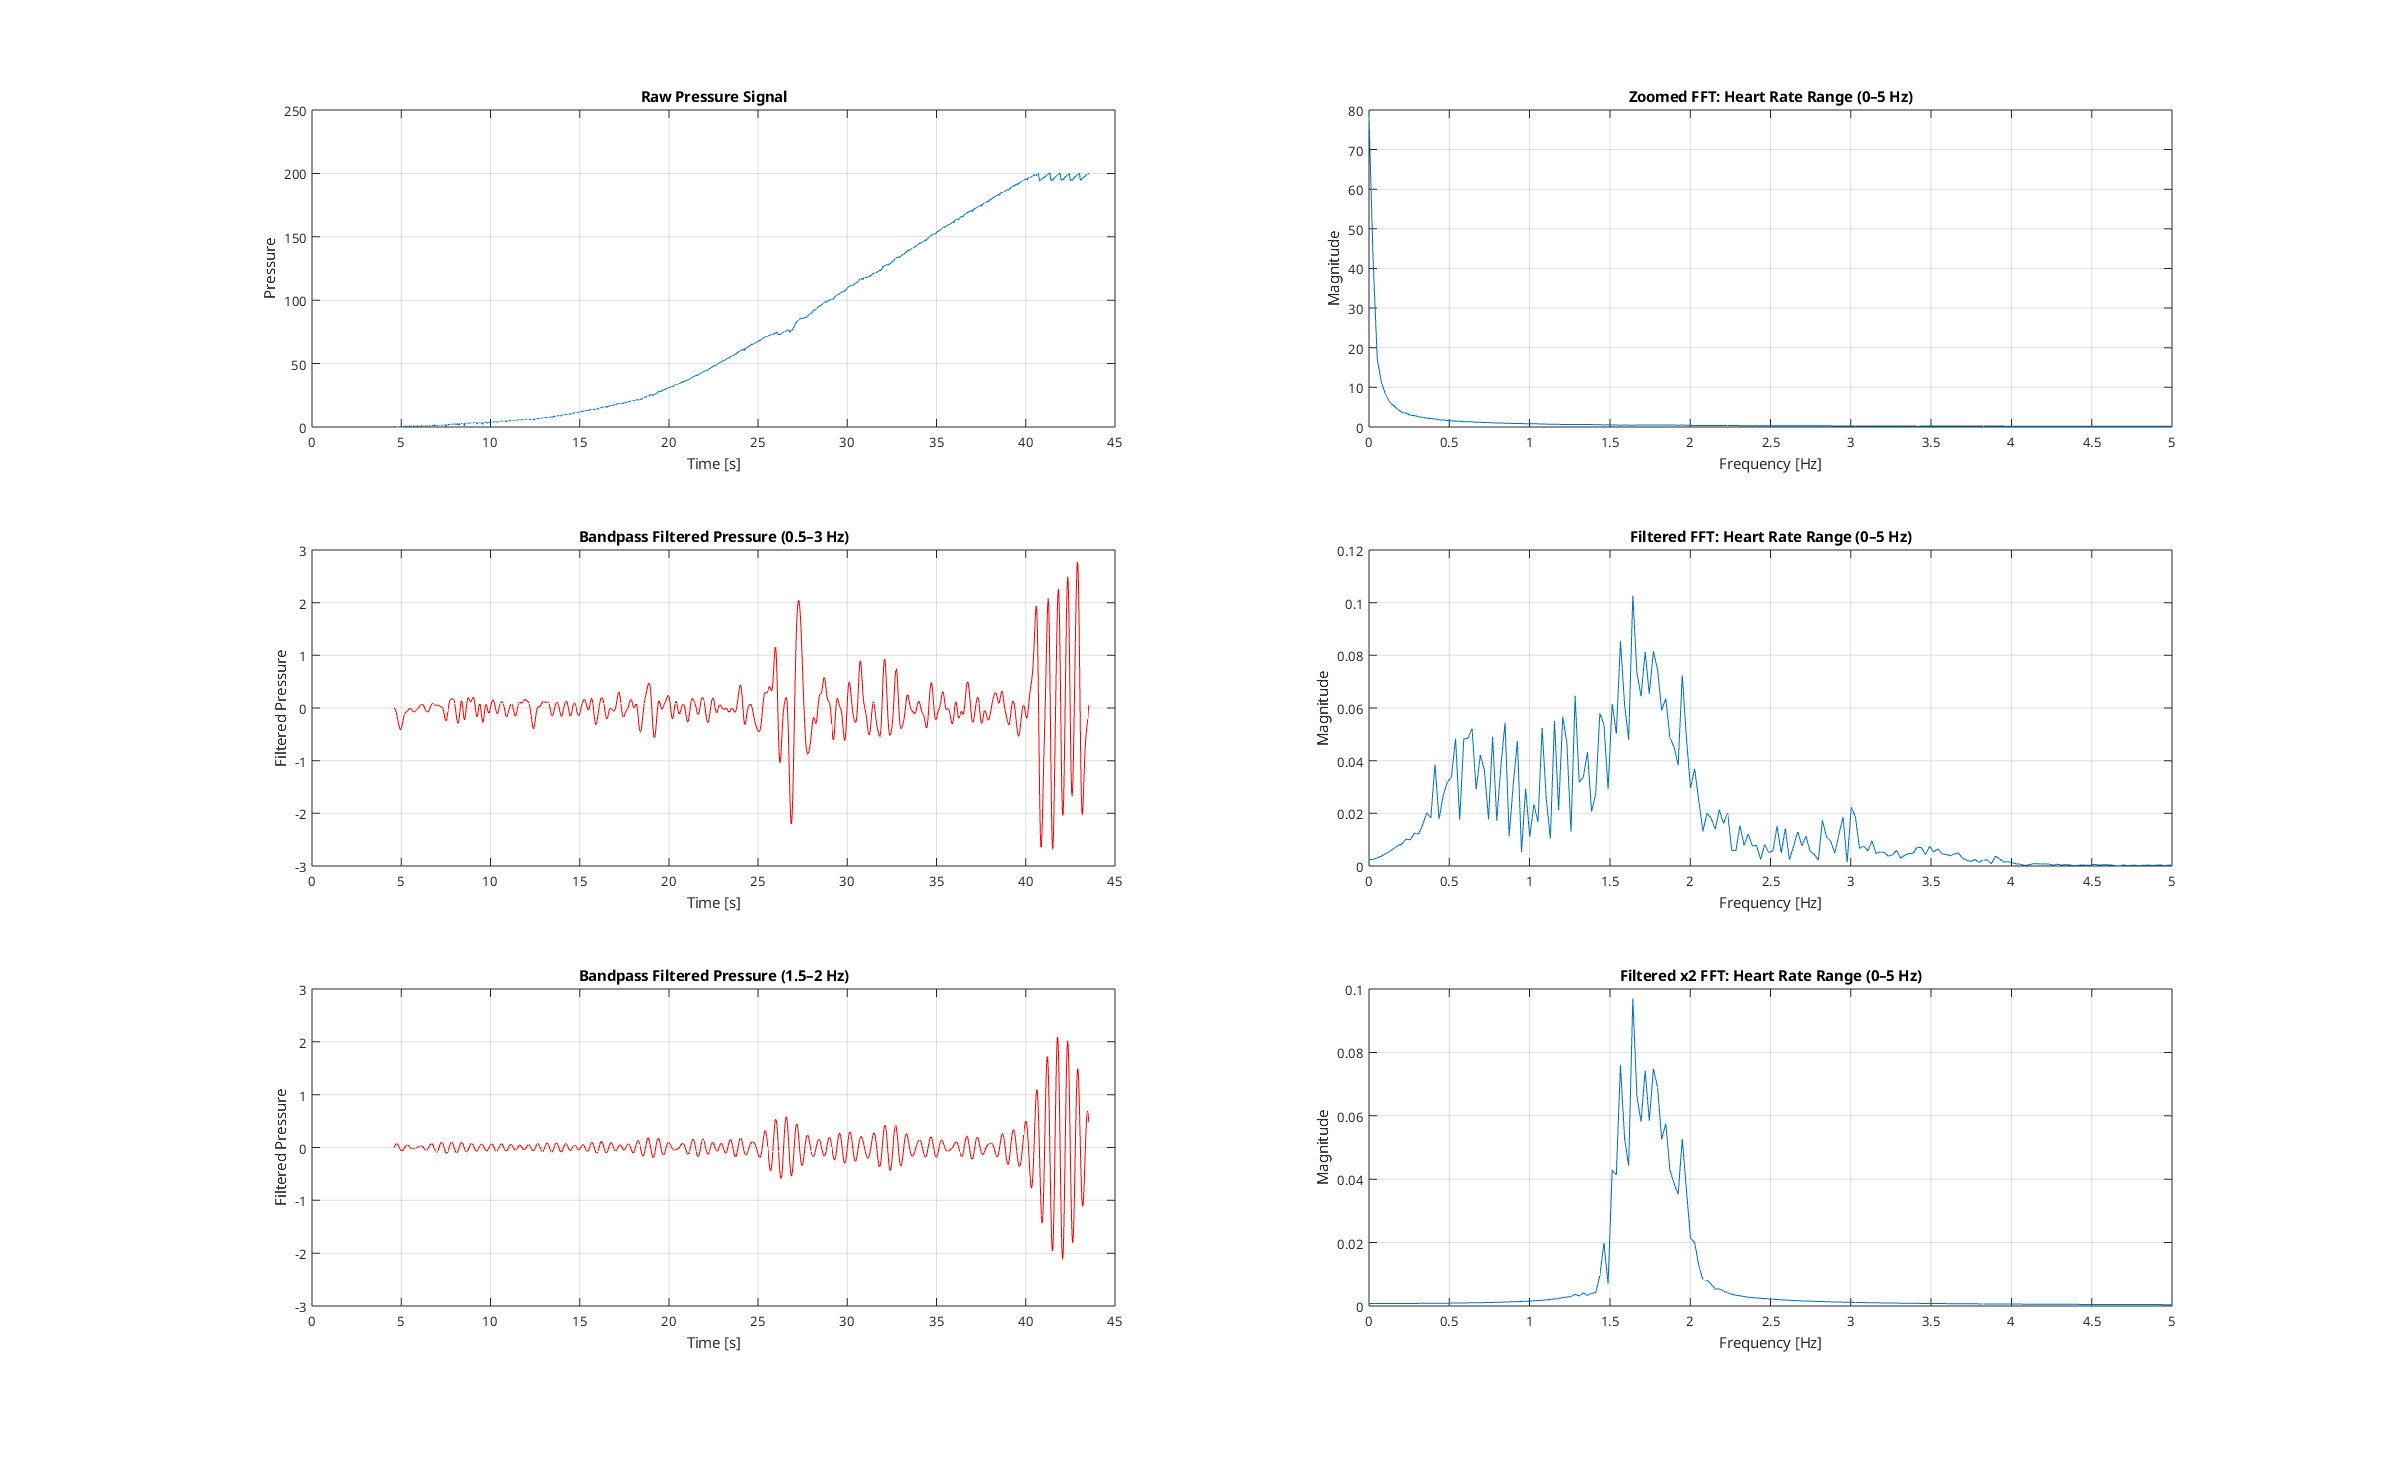 Raw Pressure Signal
250
200
150
100
50
0
Pressure
0 5 10 15 20 25 30 35 40 45
Time [s]
Zoomed FFT: Heart Rate Range (0–5 Hz)
80
70
60
50
40
30
20
10
0
Magnitude
0 0.5 1 1.5 2 2.5 3 3.5 4 4.5 5
Frequency [Hz]
Bandpass Filtered Pressure (0.5–3 Hz)
3
2
1
0
-1
-2
-3
Filtered Pressure
0 5 10 15 20 25 30 35 40 45
Time [s]
Filtered FFT: Heart Rate Range (0–5 Hz)
0.12
0.1
0.08
0.06
0.04
0.02
0
Magnitude
0 0.5 1 1.5 2 2.5 3 3.5 4 4.5 5
Frequency [Hz]
Bandpass Filtered Pressure (1.5–2 Hz)
3
2
1
0
-1
-2
-3
Filtered Pressure
0 5 10 15 20 25 30 35 40 45
Time [s]
Filtered x2 FFT: Heart Rate Range (0–5 Hz)
0.1
0.08
0.06
0.04
0.02
0
Magnitude
0 0.5 1 1.5 2 2.5 3 3.5 4 4.5 5
Frequency [Hz]